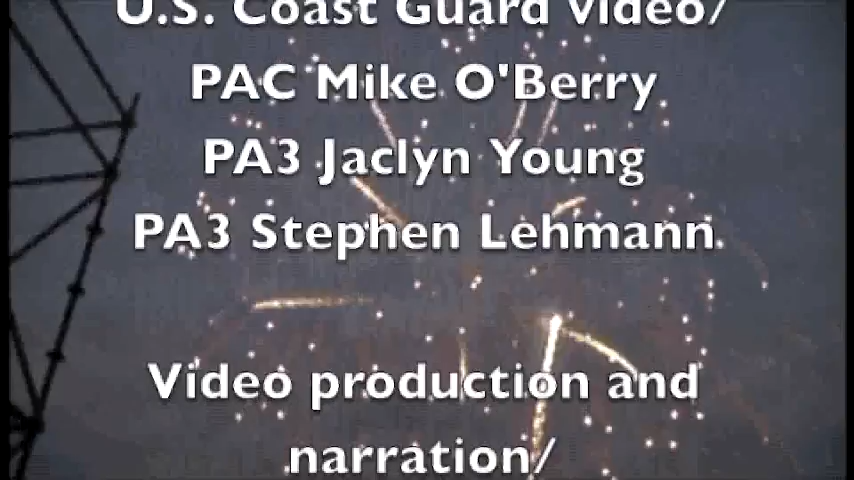 U.S. Coast Guard video/
PAC Mike O'Berry
PA3 Jaclyn Young
PA3 Stephen Lehmann
Video production and
narration/